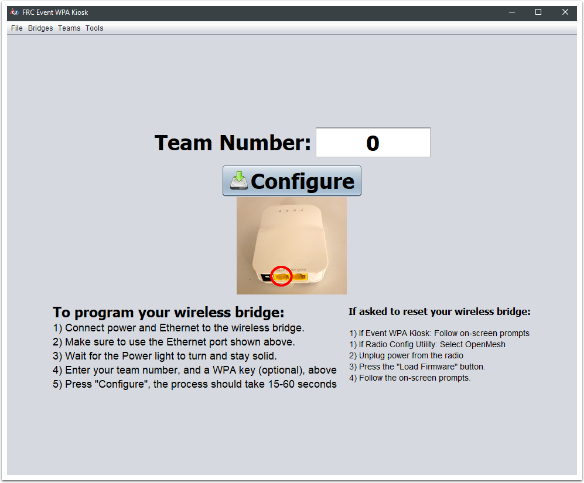 FRC Event WPA Kiosk
File Bridges Teams Tools
Team Number: 0
Configure
To program your wireless bridge:
1) Connect power and Ethernet to the wireless bridge.
2) Make sure to use the Ethernet port shown above.
3) Wait for the Power light to turn and stay solid.
4) Enter your team number, and a WPA key (optional), above
5) Press "Configure", the process should take 15-60 seconds
If asked to reset your wireless bridge:
1) If Event WPA Kiosk: Follow on-screen prompts
1) If Radio Config Utility: Select OpenMesh
2) Unplug power from the radio
3) Press the "Load Firmware" button.
4) Follow the on-screen prompts.